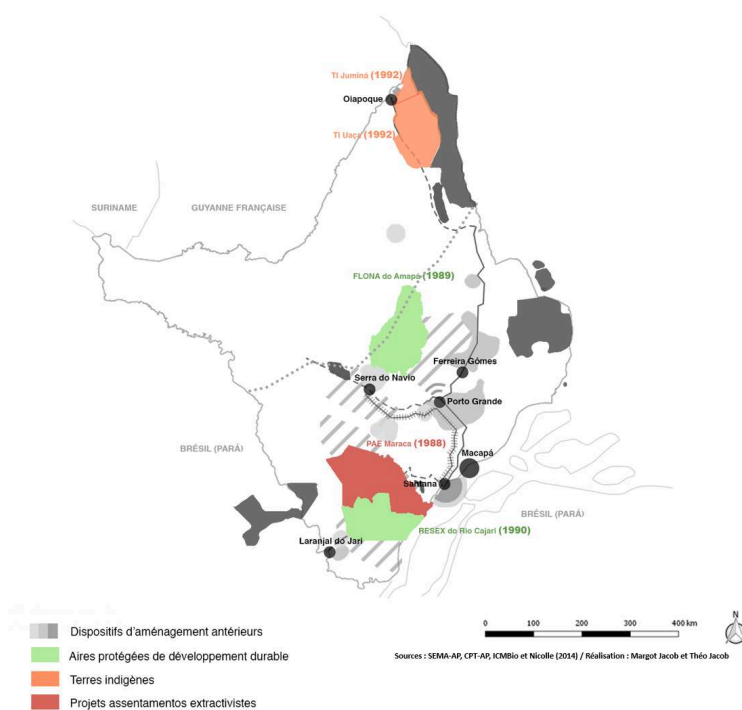 TI Juminá (1992)
Oiapoque
TI Uaçá (1992)
SURINAME
GUYANNE FRANÇAISE
FLONA do Amapá (1989)
Ferreira Gômes
Serra do Navio
Porto Grande
PAE Maraca (1988)
BRÉSIL (PARÁ)
Macapá
Santana
BRÉSIL (PARÁ)
RESEX do Rio Cajari (1990)
Laranjal do Jari
N
Dispositifs d'aménagement antérieurs
0 100 200 300 400 km
Aires protégées de développement durable
Sources : SEMA-AP, CPT-AP, ICMBio et Nicolle (2014) / Réalisation : Margot Jacob et Théo Jacob
Terres indigènes
Projets assentamentos extractivistes